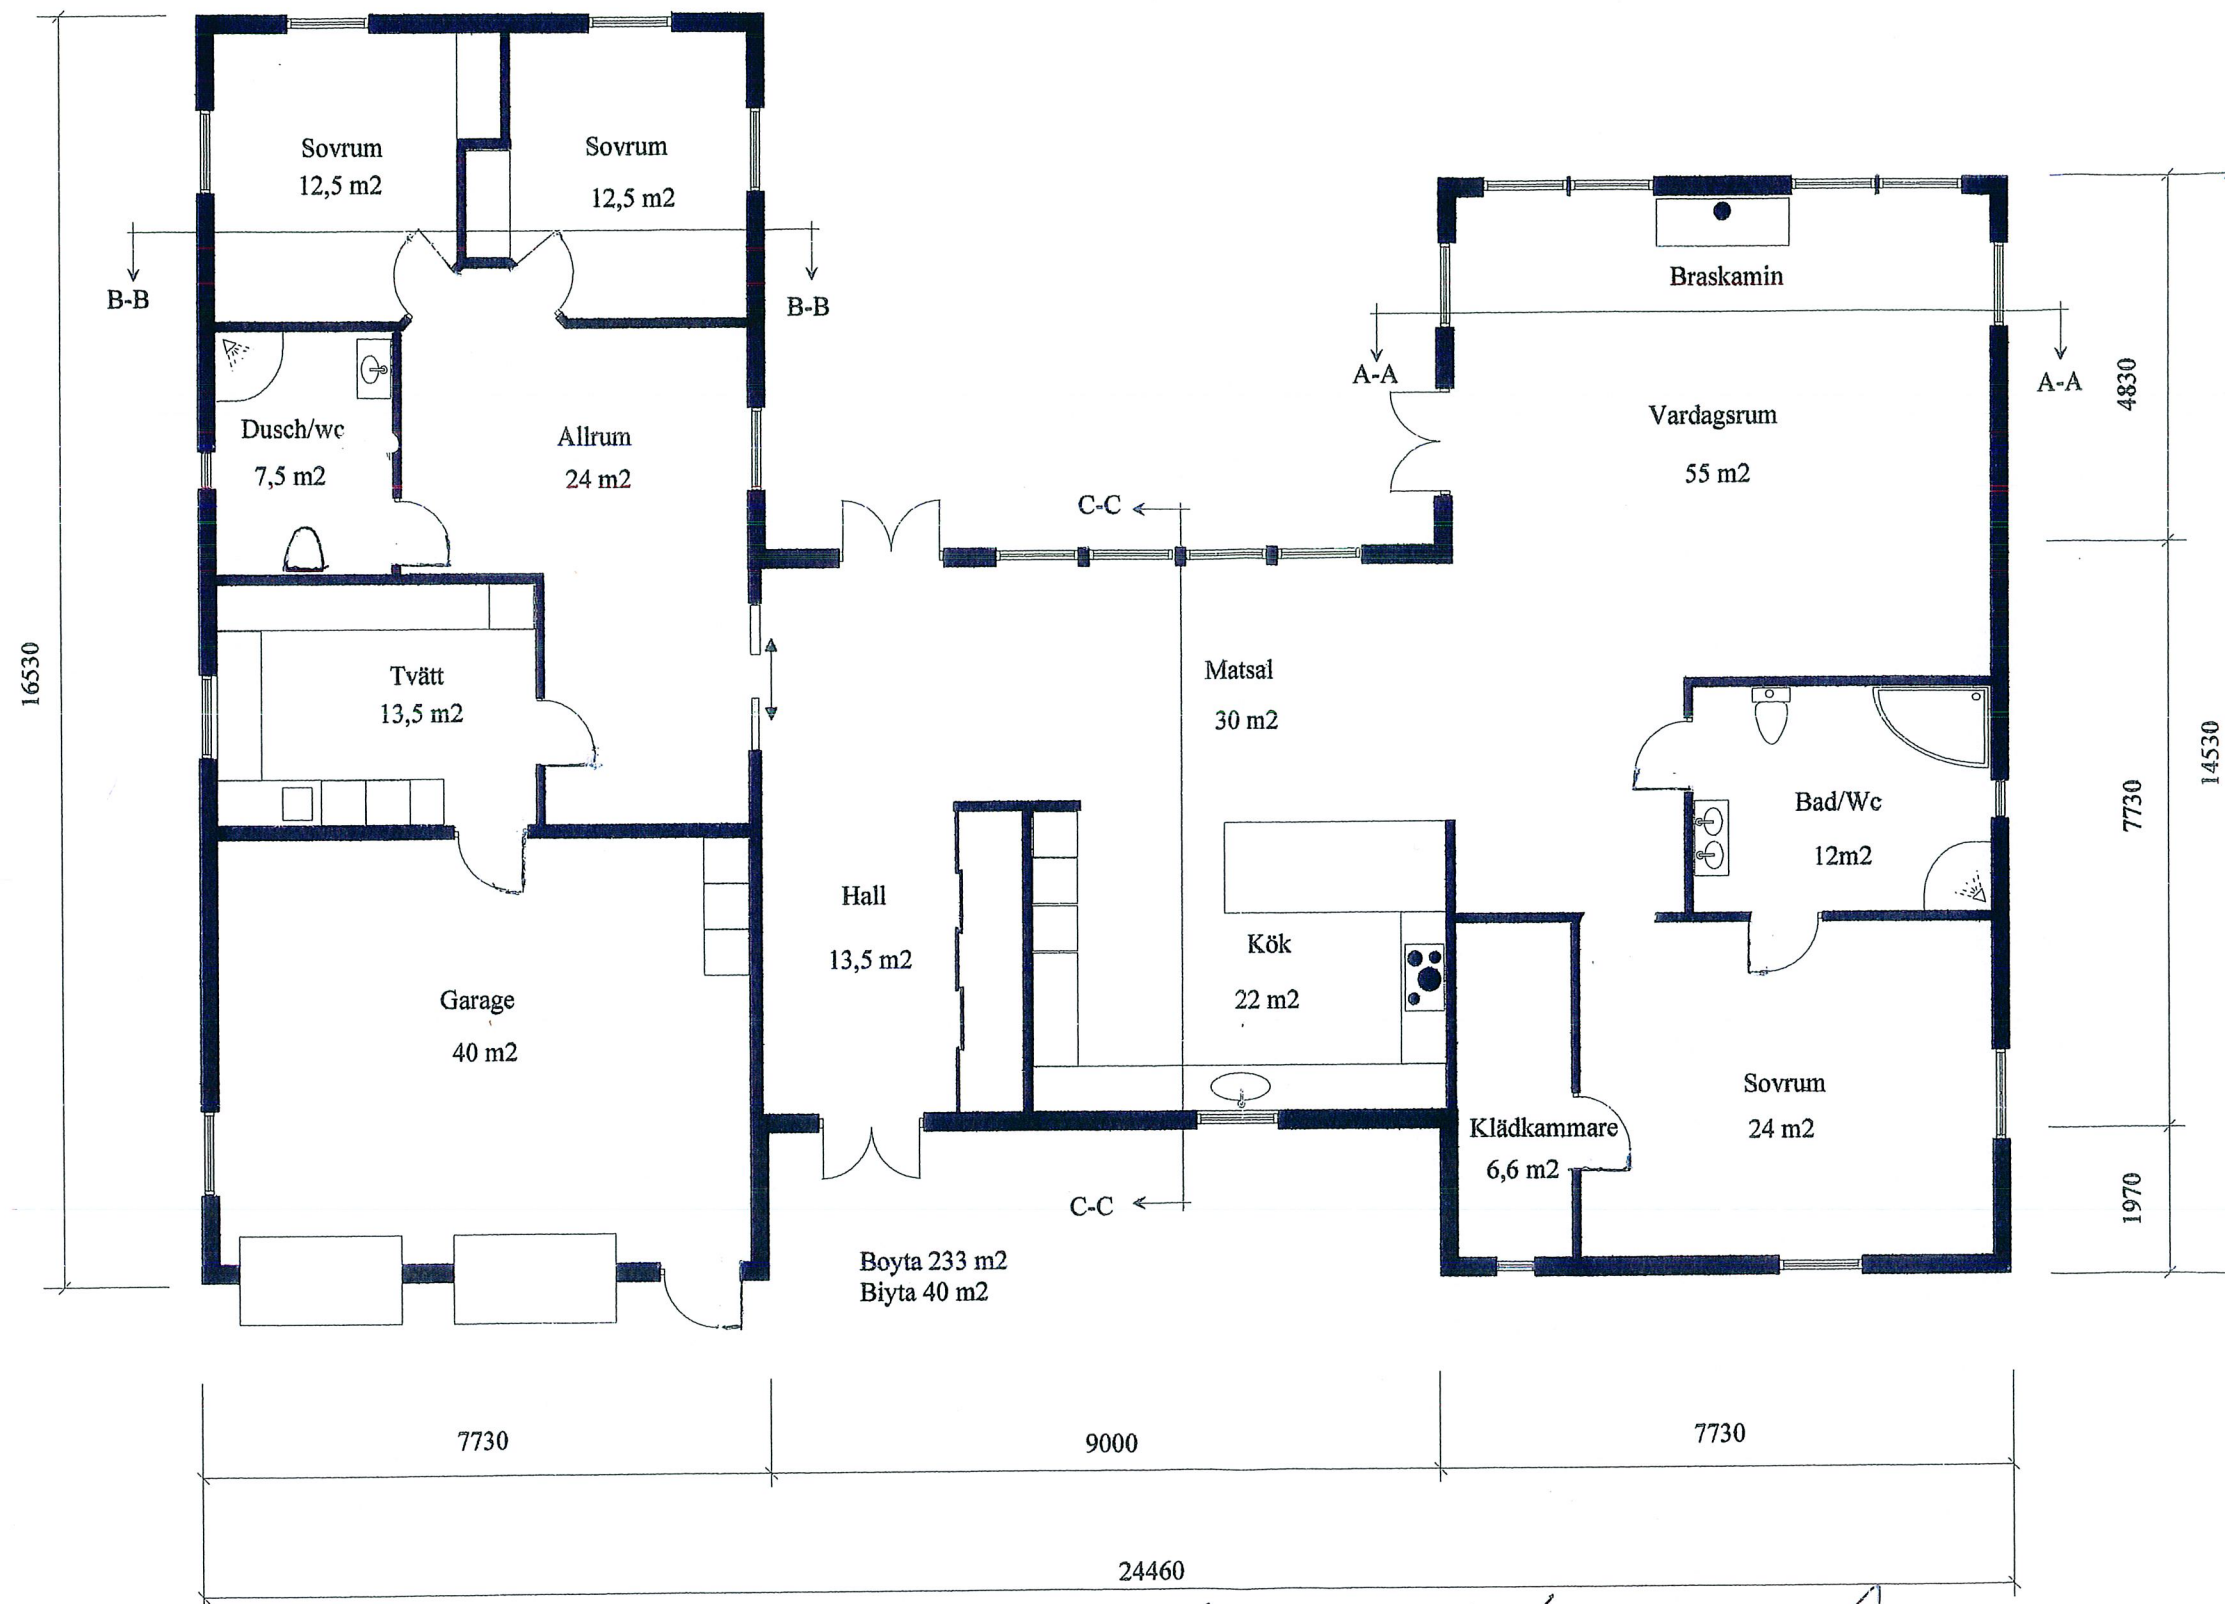 Sovrum
12,5 m2
Sovrum
12,5 m2
B-B
B-B
Braskamin
A-A
A-A
Vardagsrum
55 m2
4830
Dusch/wc
7,5 m2
Allrum
24 m2
C-C
16530
Tvätt
13,5 m2
Matsal
30 m2
Bad/Wc
12m2
7730
14530
Hall
13,5 m2
Kök
22 m2
Garage
40 m2
Sovrum
24 m2
Klädkammare
6,6 m2
1970
C-C
Boyta 233 m2
Biyta 40 m2
7730
9000
7730
24460